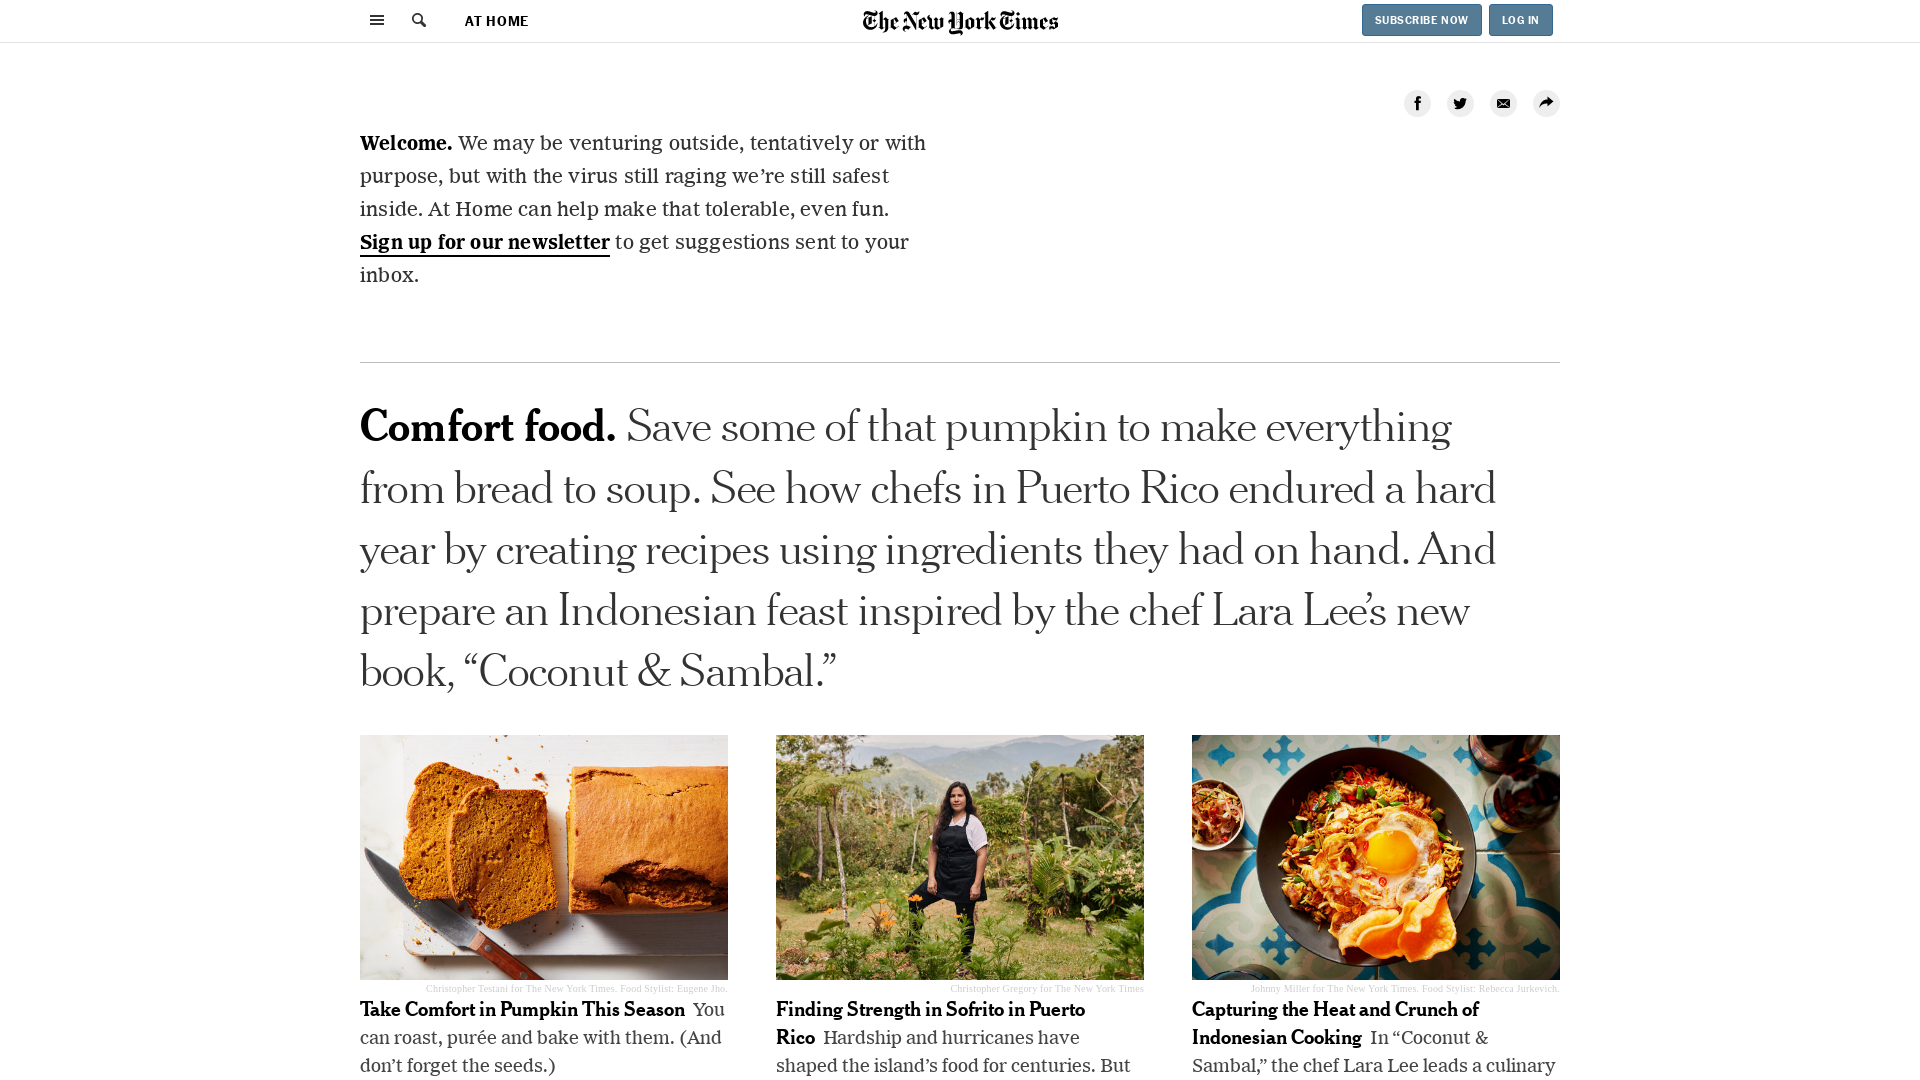 AT HOME
The New York Times
SUBSCRIBE NOW
LOG IN
Welcome. We may be venturing outside, tentatively or with
purpose, but with the virus still raging we’re still safest
inside. At Home can help make that tolerable, even fun.
Sign up for our newsletter to get suggestions sent to your
inbox.
Comfort food. Save some of that pumpkin to make everything
from bread to soup. See how chefs in Puerto Rico endured a hard
year by creating recipes using ingredients they had on hand. And
prepare an Indonesian feast inspired by the chef Lara Lee’s new
book, “Coconut & Sambal.”
Christopher Testani for The New York Times. Food Stylist: Eugene Jho.
Take Comfort in Pumpkin This Season You
can roast, purée and bake with them. (And
don’t forget the seeds.)
Christopher Gregory for The New York Times
Finding Strength in Sofrito in Puerto
Rico Hardship and hurricanes have
shaped the island’s food for centuries. But
Johnny Miller for The New York Times. Food Stylist: Rebecca Jurkevich.
Capturing the Heat and Crunch of
Indonesian Cooking In “Coconut &
Sambal,” the chef Lara Lee leads a culinary